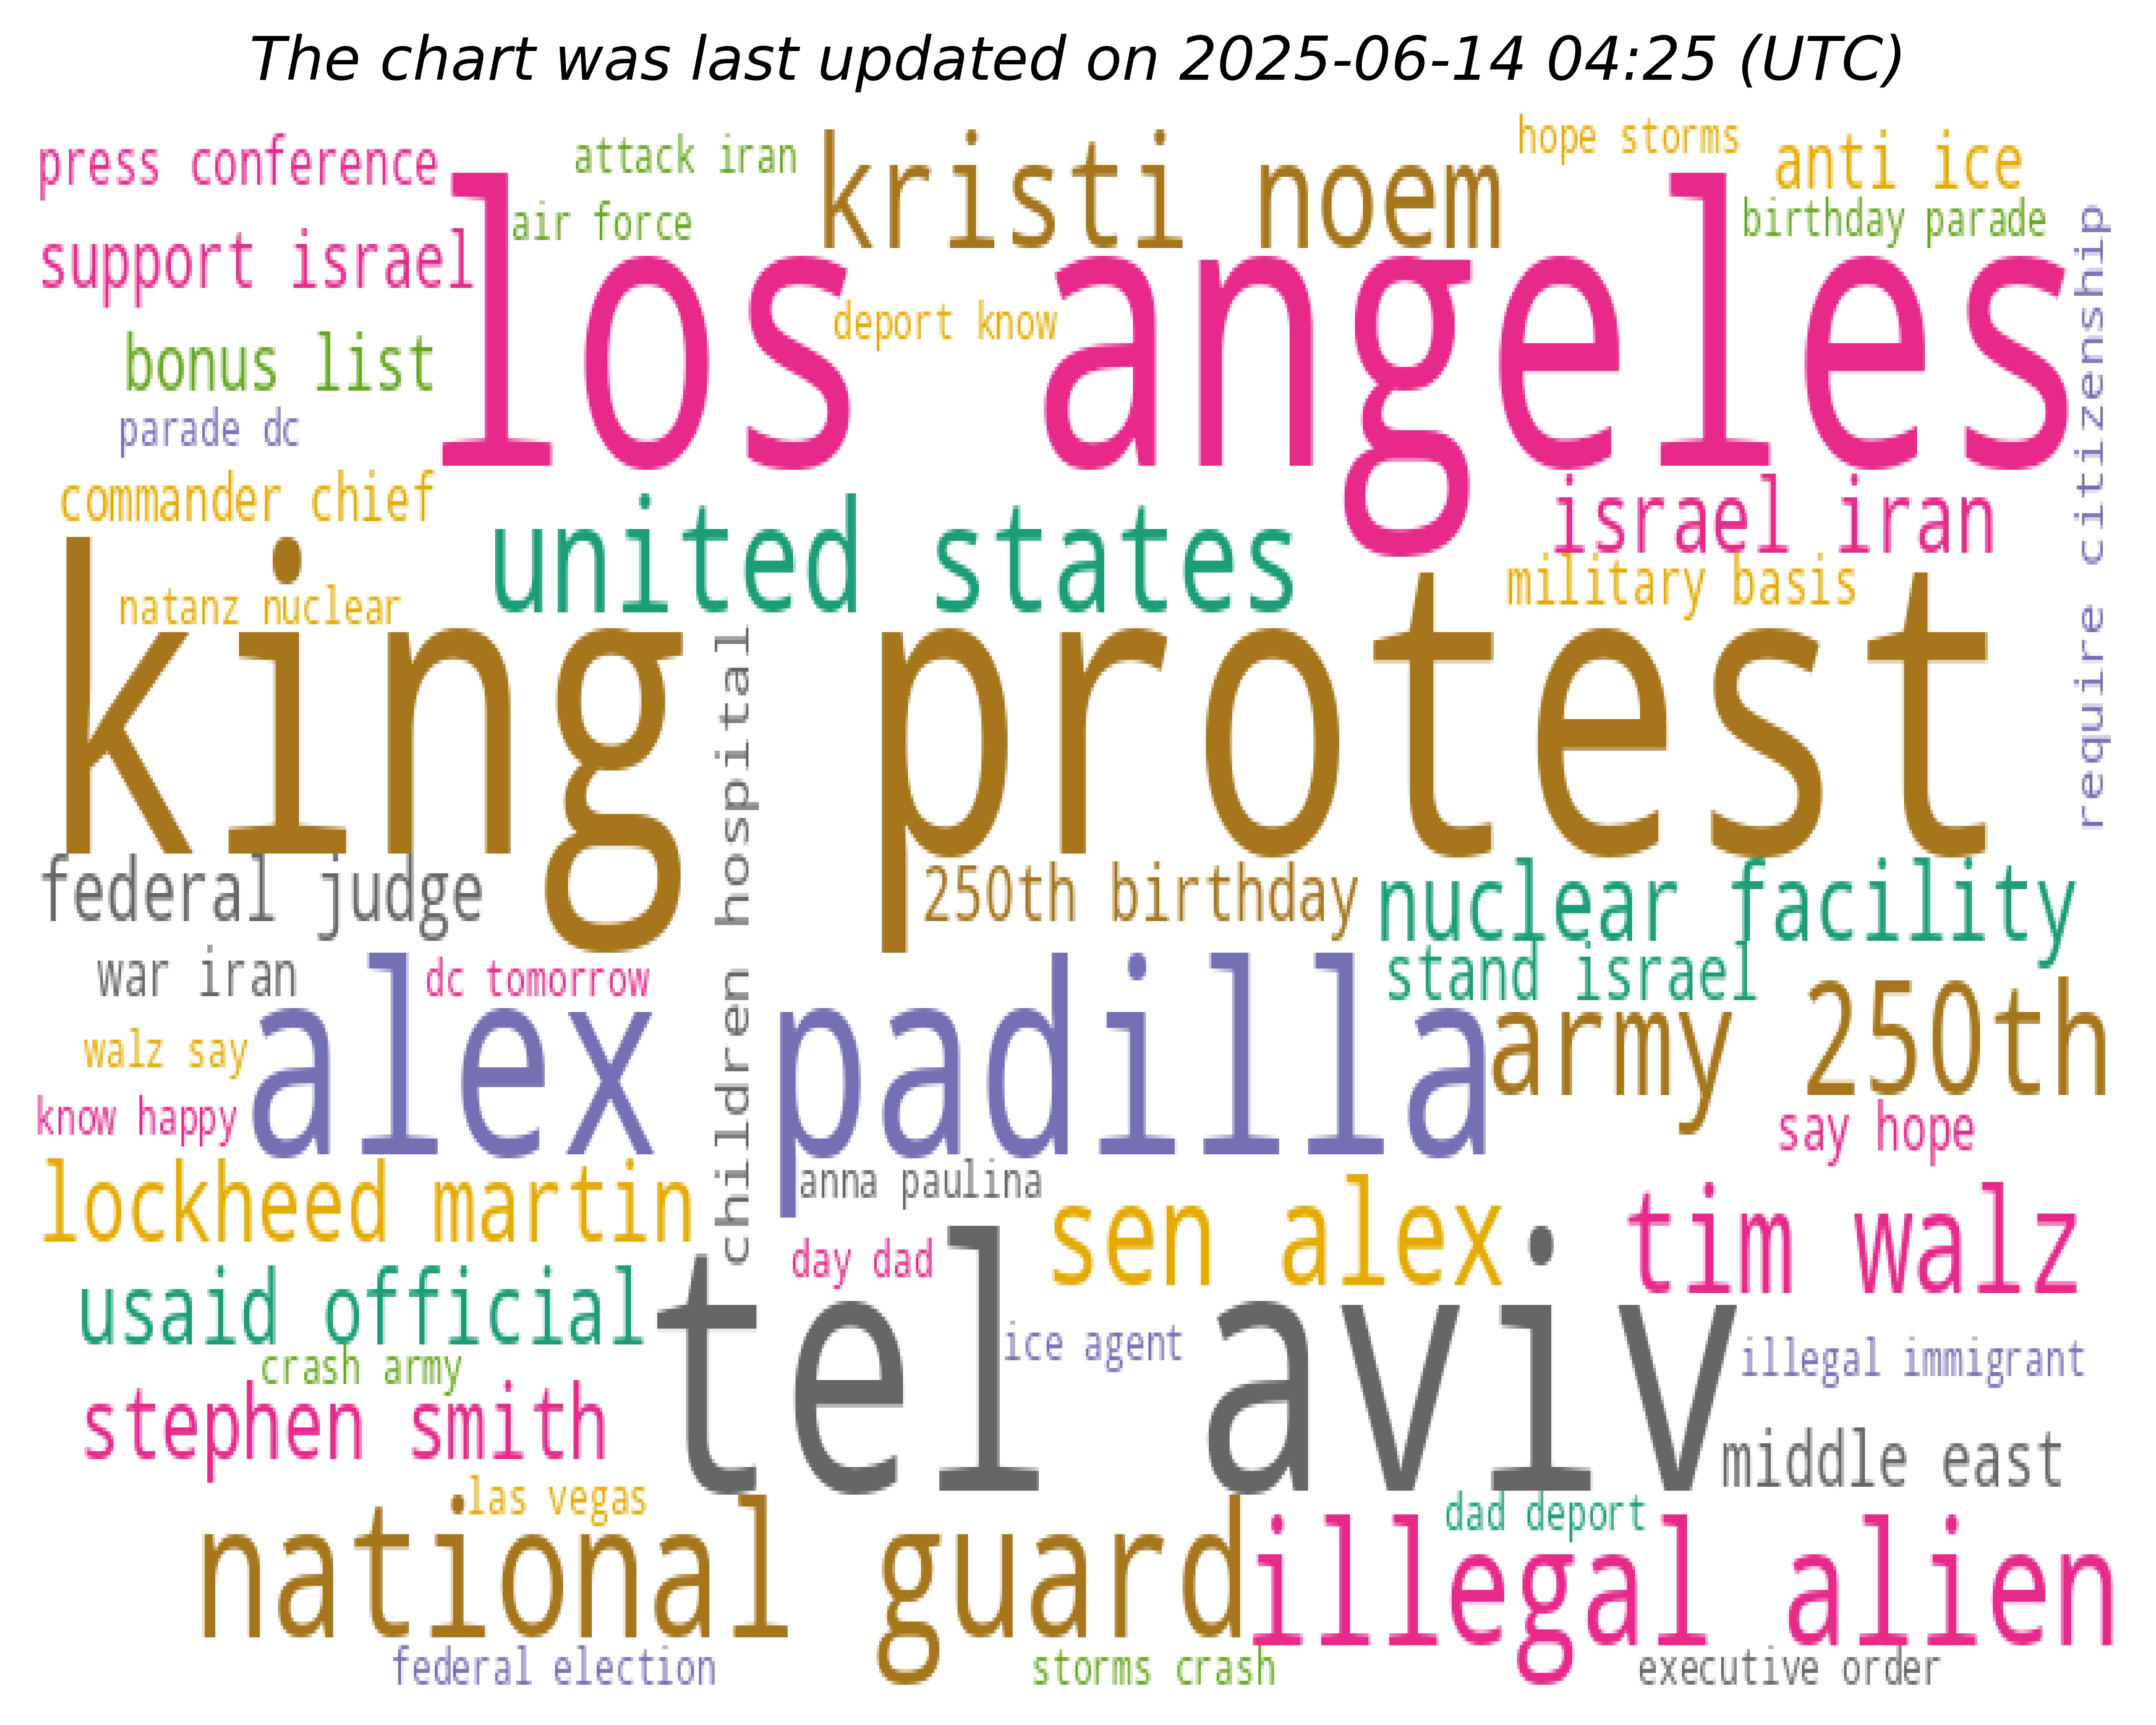 The chart was last updated on 2025-06-14 04:25 (UTC)
press conference
attack iran
kristi noem
hope storms
anti ice
air force
birthday parade
support israel
los angeles
deport know
require citizenship
bonus list
parade dc
commander chief
united states
israel iran
military basis
natanz nuclear
king protest
children hospital
federal judge
250th birthday
nuclear facility
war iran
dc tomorrow
stand israel
alex padilla
army 250th
walz say
know happy
say hope
lockheed martin
anna paulina
sen alex
tim walz
day dad
usaid official
tel aviv
ice agent
illegal immigrant
crash army
stephen smith
middle east
las vegas
dad deport
national guard
illegal alien
federal election
storms crash
executive order